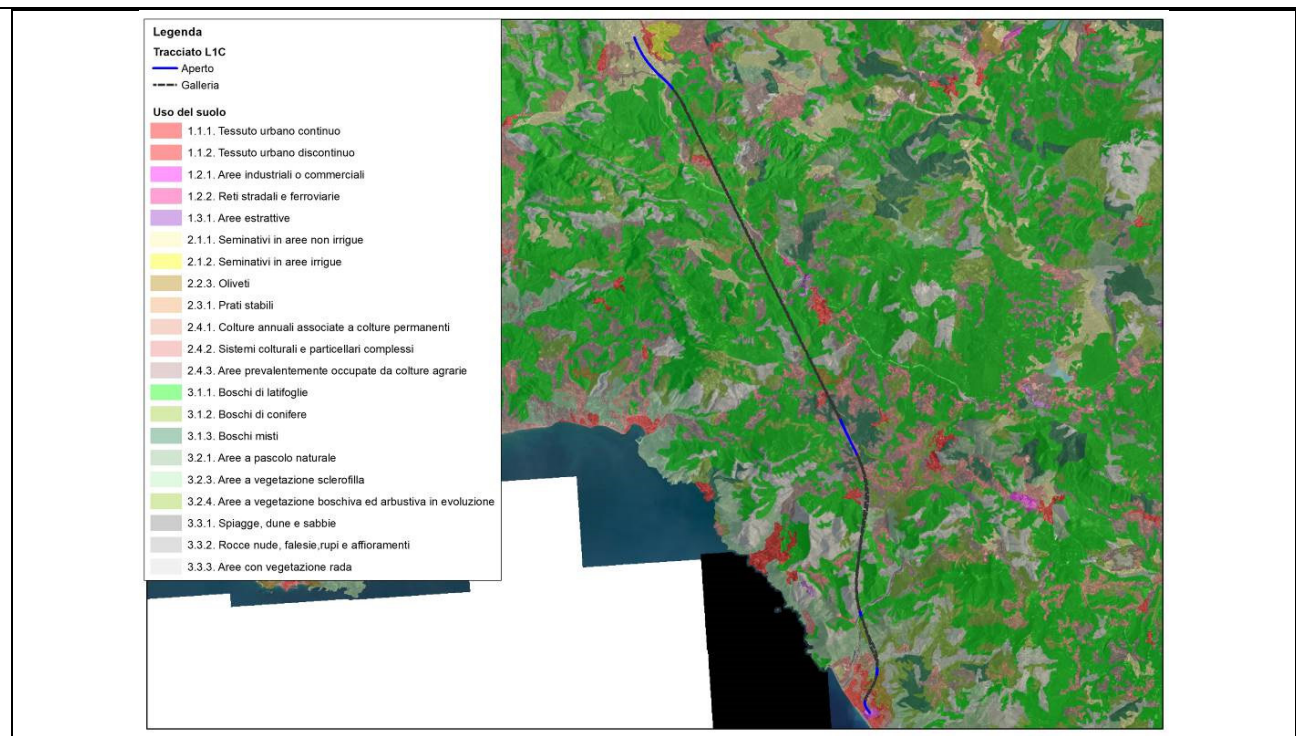 Legenda
Tracciato L1C
Aperto
Galleria
Uso del suolo
1.1.1. Tessuto urbano continuo
1.1.2. Tessuto urbano discontinuo
1.2.1. Aree industriali o commerciali
1.2.2. Reti stradali e ferroviarie
1.3.1. Aree estrattive
2.1.1. Seminativi in aree non irrigue
2.1.2. Seminativi in aree irrigue
2.2.3. Oliveti
2.3.1. Prati stabili
2.4.1. Colture annuali associate a colture permanenti
2.4.2. Sistemi colturali e particellari complessi
2.4.3. Aree prevalentemente occupate da colture agrarie
3.1.1. Boschi di latifoglie
3.1.2. Boschi di conifere
3.1.3. Boschi misti
3.2.1. Aree a pascolo naturale
3.2.3. Aree a vegetazione sclerofilla
3.2.4. Aree a vegetazione boschiva ed arbustiva in evoluzione
3.3.1. Spiagge, dune e sabbie
3.3.2. Rocce nude, falesie,rupi e affioramenti
3.3.3. Aree con vegetazione rada